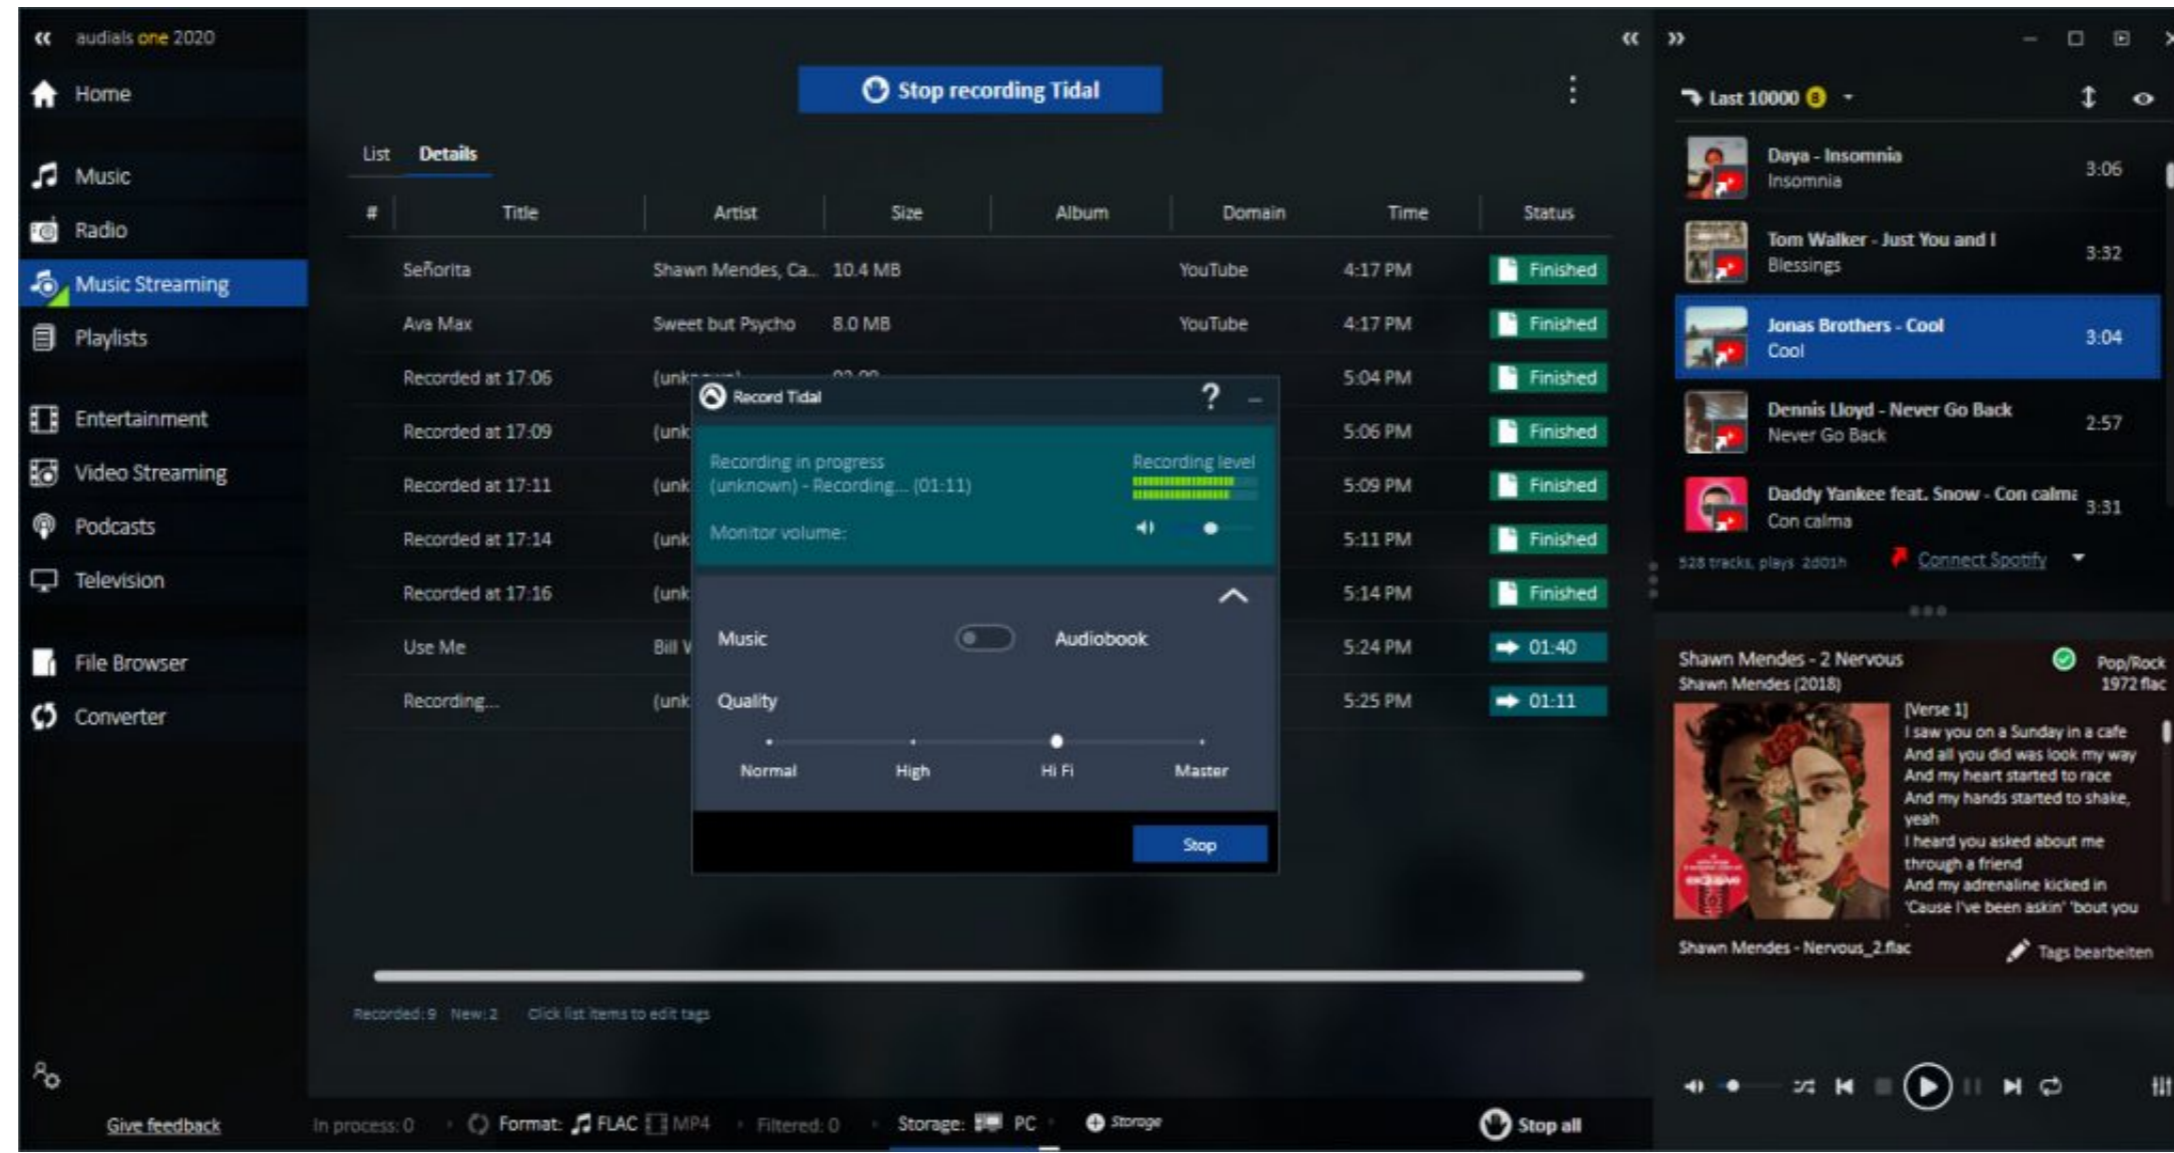 audials one 2020
Home
Music
Radio
Music Streaming
Playlists
Entertainment
Video Streaming
Podcasts
Television
File Browser
Converter
Give feedback
Stop recording Tidal
List Details
# Title Artist Size Album Domain Time Status
Señorita Shawn Mendes, Ca... 10.4 MB YouTube 4:17 PM Finished
Ava Max Sweet but Psycho 8.0 MB YouTube 4:17 PM Finished
Recorded at 17:06 5:04 PM Finished
Recorded at 17:09 (unk 5:06 PM Finished
Recorded at 17:11 (unk 5:09 PM Finished
Recorded at 17:14 (unk 5:11 PM Finished
Recorded at 17:16 (unk 5:14 PM Finished
Use Me Bill 5:24 PM 01:40
Recording... (unk 5:25 PM 01:11
Record Tidal ?
Recording in progress Recording level
(unknown) - Recording... (01:11)
Monitor volume:
Music Audiobook
Quality
Normal High Hi Fi Master
Stop
Recorded: 9 New: 2 Click list items to edit tags
In process: 0 Format: FLAC MP4 Filtered: 0 Storage: PC Storage Stop all
Last 10000 8
Daya - Insomnia 3:06
Insomnia
Tom Walker - Just You and I 3:32
Blessings
Jonas Brothers - Cool 3:04
Cool
Dennis Lloyd - Never Go Back 2:57
Never Go Back
Daddy Yankee feat. Snow - Con calma 3:31
Con calma
528 tracks, plays 2d01h Connect Spotify
Shawn Mendes - 2 Nervous Pop/Rock
Shawn Mendes (2018) 1972 flac
[Verse 1]
I saw you on a Sunday in a cafe
And all you did was look my way
And my heart started to race
And my hands started to shake,
yeah
I heard you asked about me
through a friend
And my adrenaline kicked in
'Cause I've been askin' 'bout you
Shawn Mendes - Nervous_2.flac Tags bearbeiten